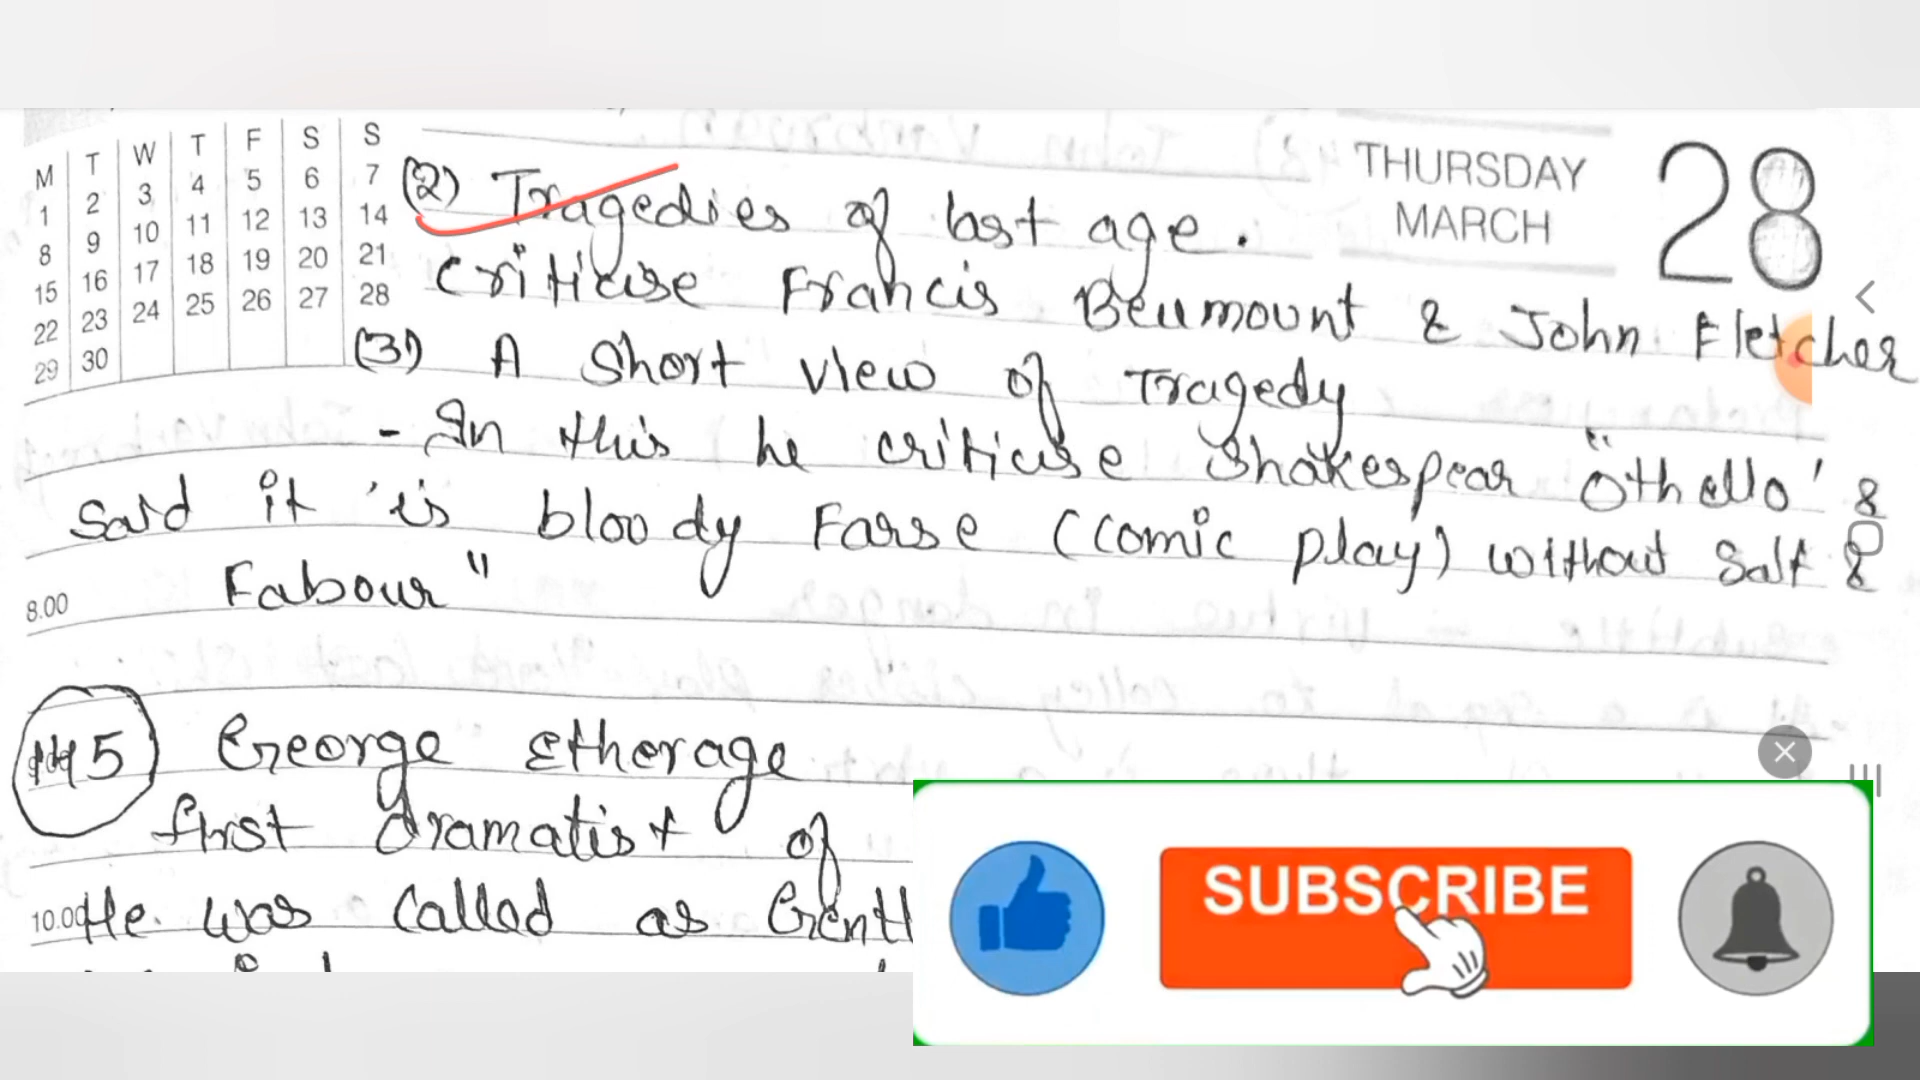 M T W T F S S
1 2 3 4 5 6 7
8 9 10 11 12 13 14
15 16 17 18 19 20 21
22 23 24 25 26 27 28
29 30
THURSDAY
MARCH
28
(2) Tragedies of last age.
criticise Francis Beumount & John Fletcher
(3) A Short view of Tragedy
- In this he criticise Shakespear "Othello' &
Said it 'is bloody Farse (comic play) without Salt &
8.00 Fabour"
145 George Etherage
first dramatist of
10.00 He was called as Gentl
SUBSCRIBE